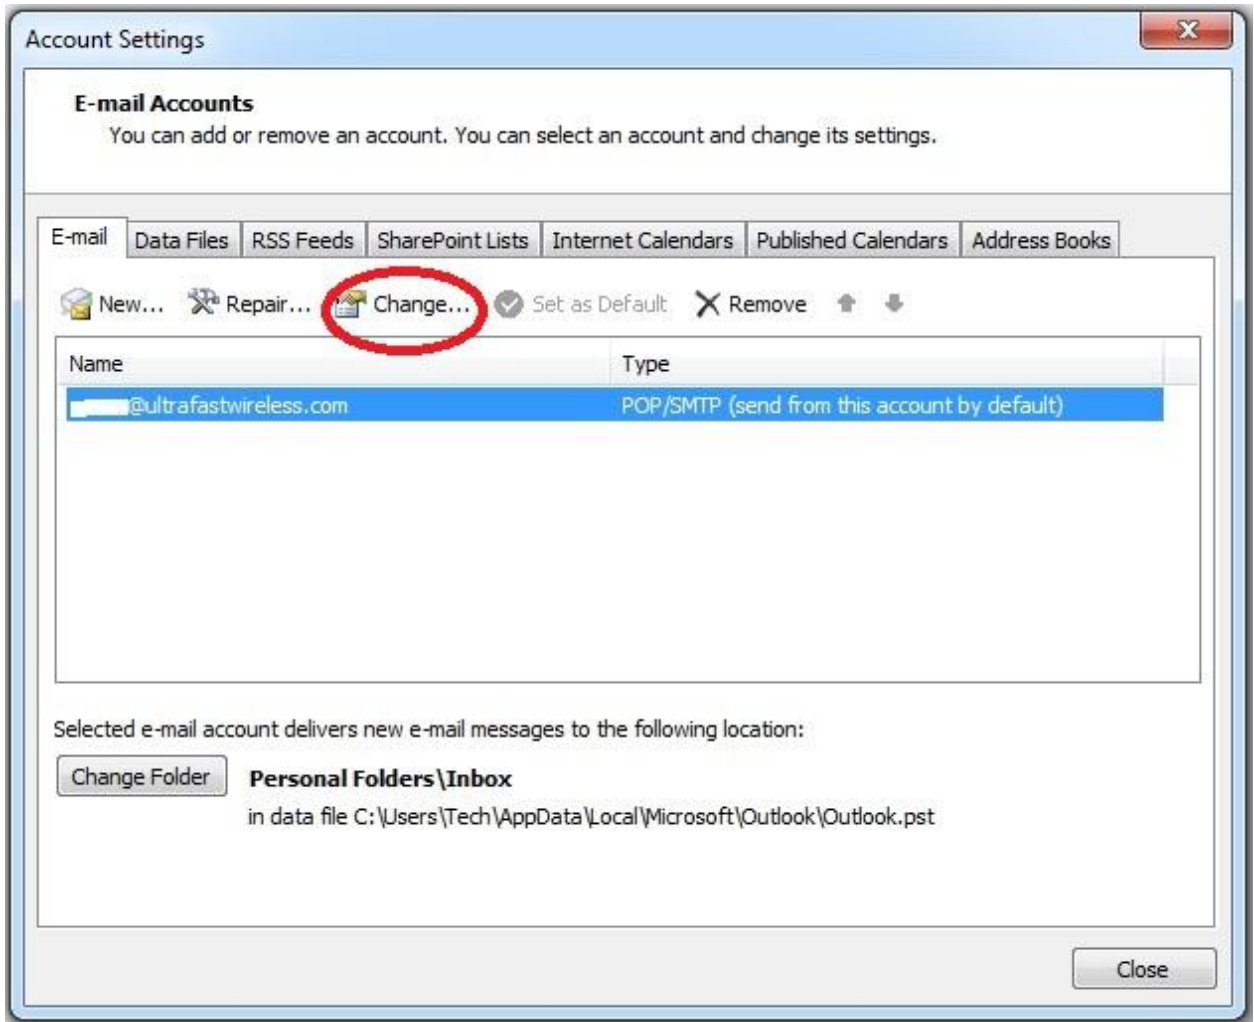 Account Settings
E-mail Accounts
You can add or remove an account. You can select an account and change its settings.
E-mail Data Files RSS Feeds SharePoint Lists Internet Calendars Published Calendars Address Books
New... Repair... Change... Set as Default Remove
Name Type
@ultrafastwireless.com POP/SMTP (send from this account by default)
Selected e-mail account delivers new e-mail messages to the following location:
Change Folder Personal Folders\Inbox
in data file C:\Users\Tech\AppData\Local\Microsoft\Outlook\Outlook.pst
Close